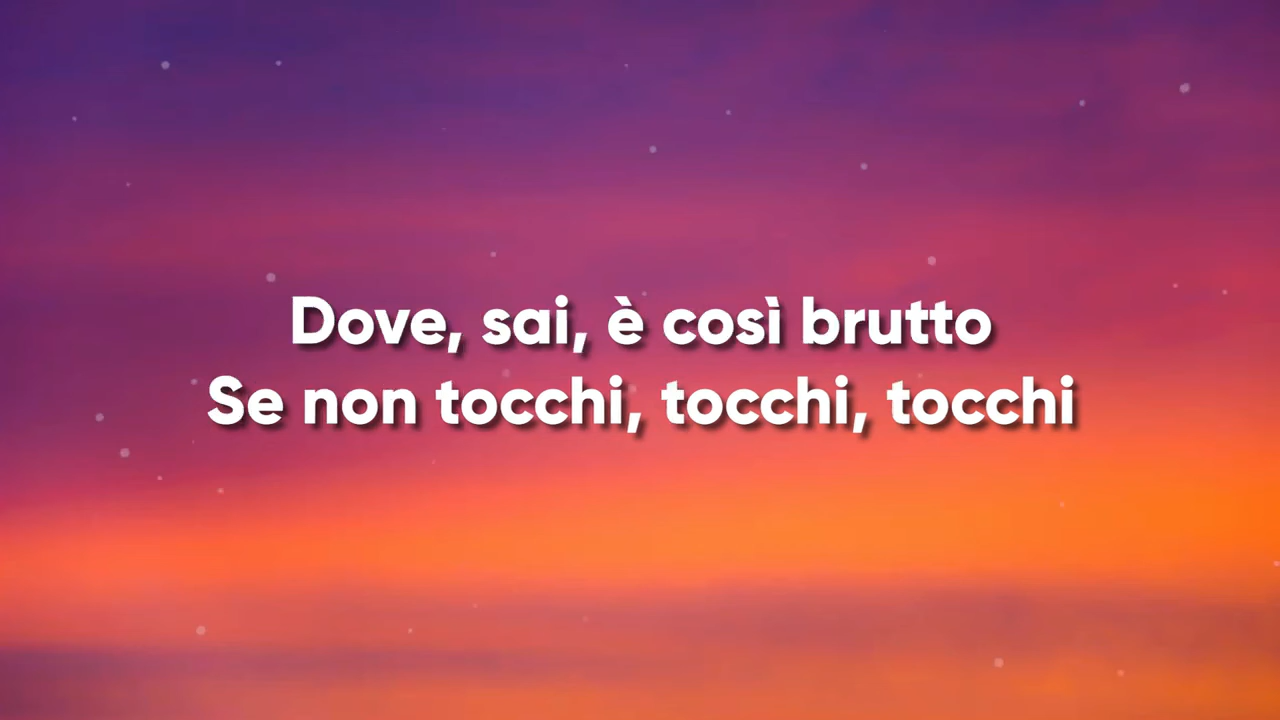 Dove, sai, è così brutto
Se non tocchi, tocchi, tocchi